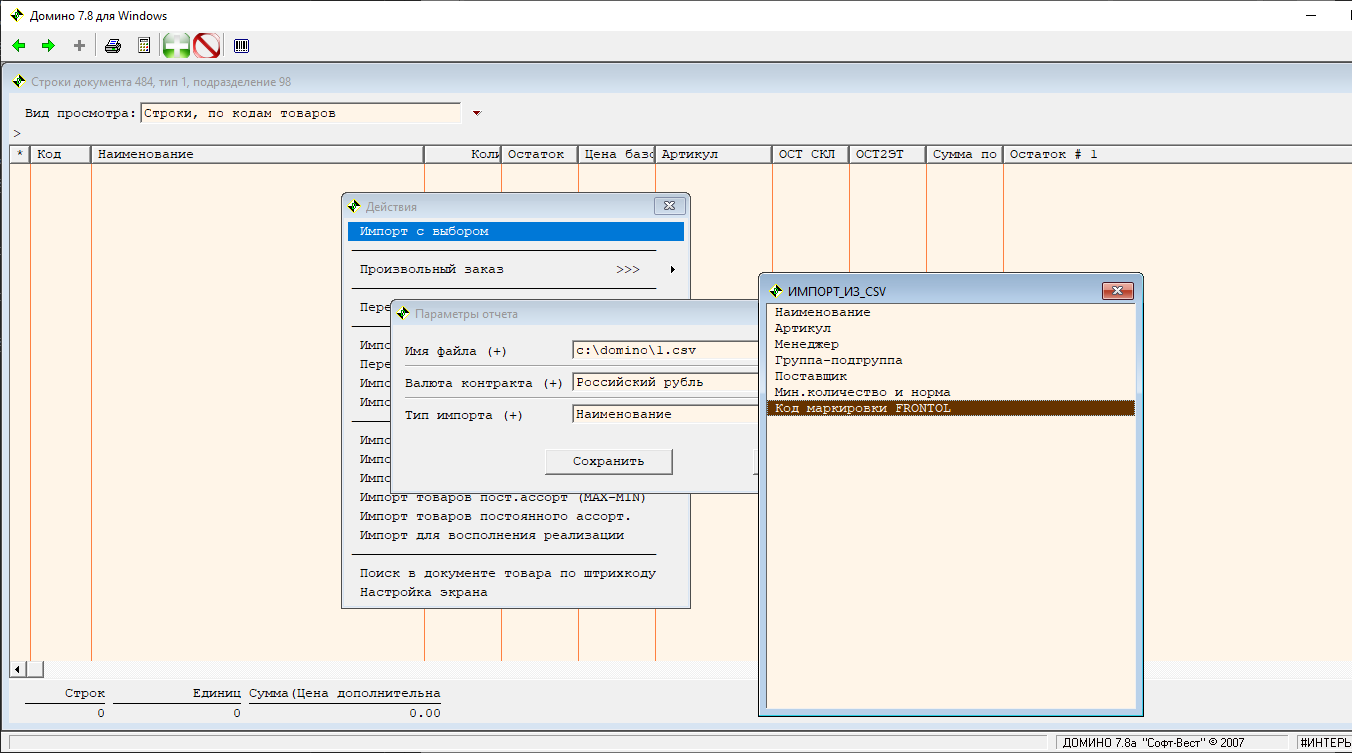 Домино 7.8 для Windows
Строки документа 484, тип 1, подразделение 98
Вид просмотра: Строки, по кодам товаров
>
* Код Наименование Коли Остаток Цена базо Артикул ОСТ СКЛ ОСТ2ЭТ Сумма по Остаток # 1
Действия
Импорт с выбором
Произвольный заказ >>>
Пере
Импо
Пере
Импо
Импо
Импо
Импо
Импо
Импорт товаров пост.ассорт (MAX-MIN)
Импорт товаров постоянного ассорт.
Импорт для восполнения реализации
Поиск в документе товара по штрихкоду
Настройка экрана
Параметры отчета
Имя файла (+) c:\domino\1.csv
Валюта контракта (+) Российский рубль
Тип импорта (+) Наименование
Сохранить
ИМПОРТ_ИЗ_CSV
Наименование
Артикул
Менеджер
Группа-подгруппа
Поставщик
Мин.количество и норма
Код маркировки FRONTOL
Строк Единиц Сумма(Цена дополнительна
0 0 0.00
ДОМИНО 7.8a "Софт-Вест" © 2007 #ИНТЕРЬ